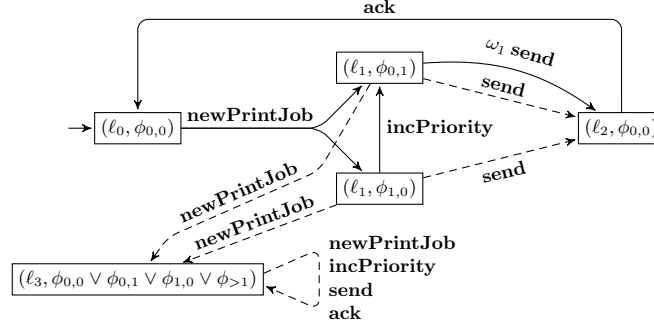 ack
(ℓ₁, ϕ₀,₁)
ω₁ send
send
(ℓ₀, ϕ₀,₀)
newPrintJob
incPriority
(ℓ₂, ϕ₀,₀)
(ℓ₁, ϕ₁,₀)
send
newPrintJob
newPrintJob
(ℓ₃, ϕ₀,₀ ∨ ϕ₀,₁ ∨ ϕ₁,₀ ∨ ϕ>₁)
newPrintJob
incPriority
send
ack